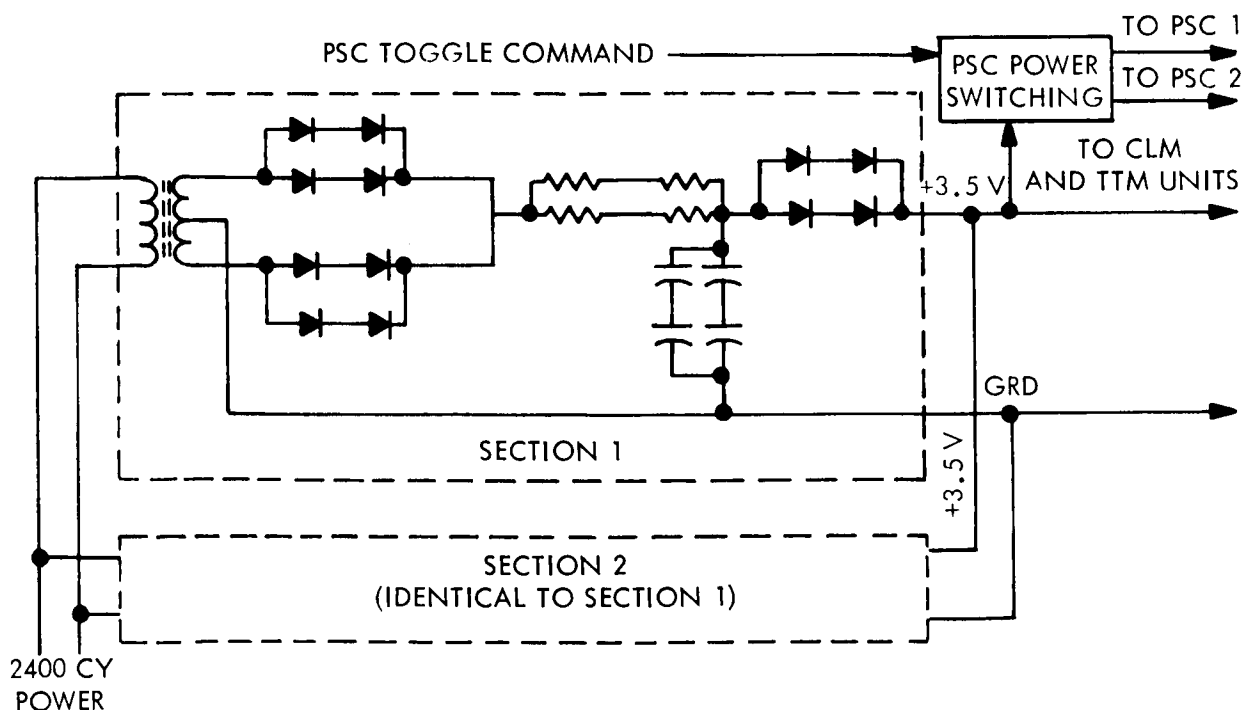 PSC TOGGLE COMMAND
PSC POWER
SWITCHING
TO PSC 1
TO PSC 2
TO CLM
AND TTM UNITS
+3.5 V
GRD
SECTION 1
+3.5 V
SECTION 2
(IDENTICAL TO SECTION 1)
2400 CY
POWER